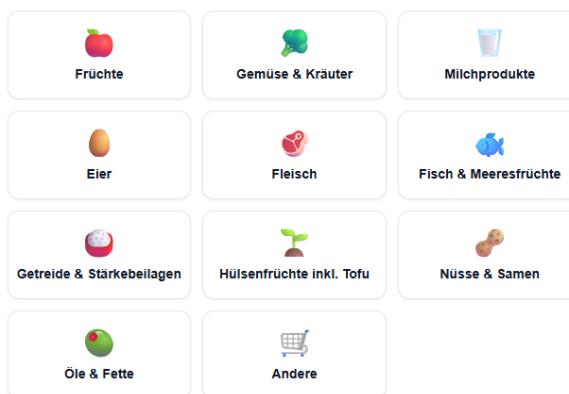 Früchte
Gemüse & Kräuter
Milchprodukte
Eier
Fleisch
Fisch & Meeresfrüchte
Getreide & Stärkebeilagen
Hülsenfrüchte inkl. Tofu
Nüsse & Samen
Öle & Fette
Andere